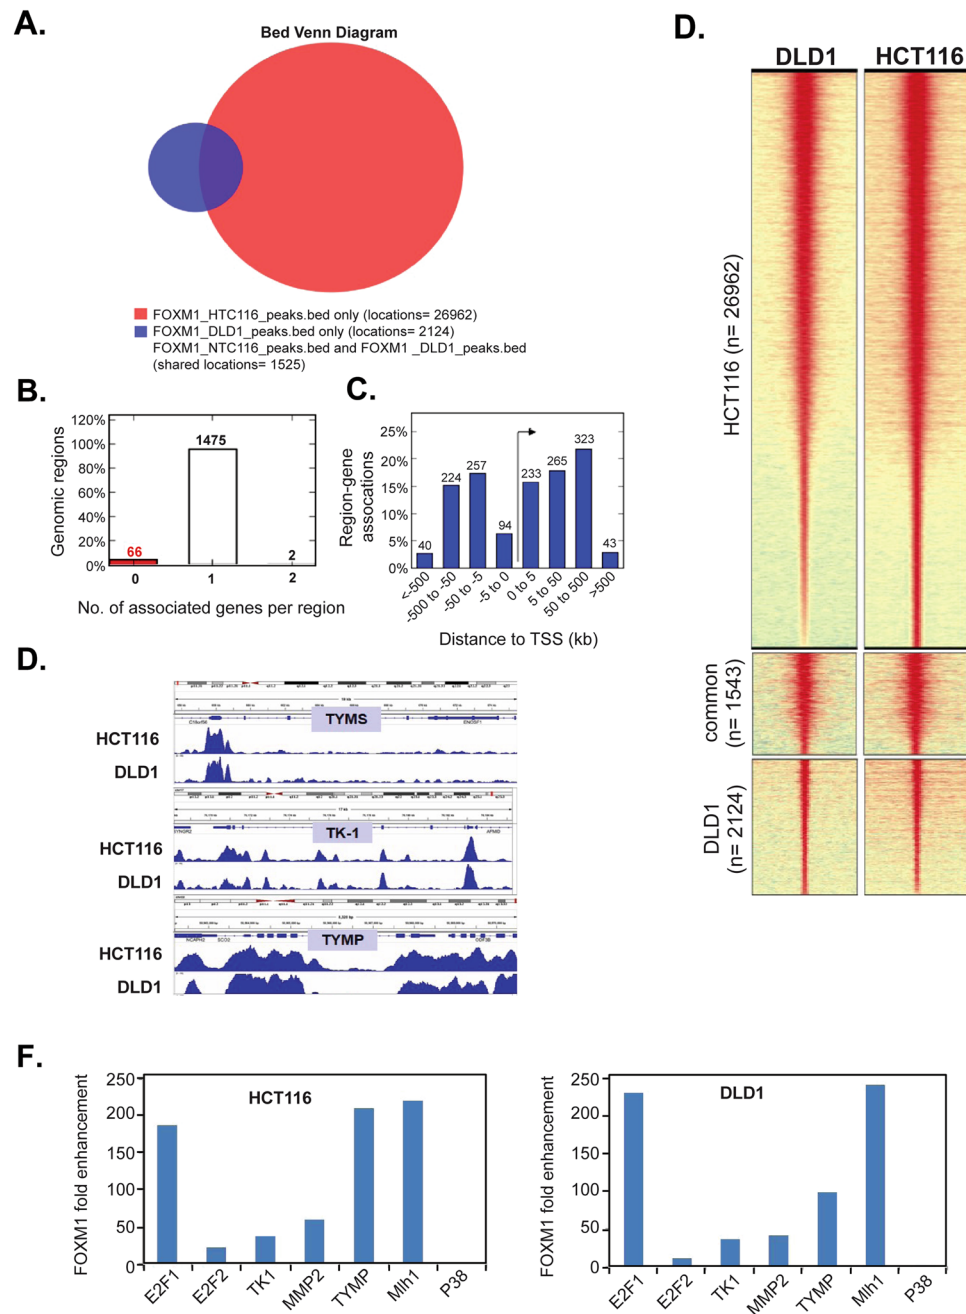 A.
Bed Venn Diagram
FOXM1_HTC116_peaks.bed only (locations= 26962)
FOXM1_DLD1_peaks.bed only (locations= 2124)
FOXM1_NTC116_peaks.bed and FOXM1 _DLD1_peaks.bed
(shared locations= 1525)
B.
Genomic regions
120%
100%
80%
60%
40%
20%
0%
66
1475
2
0
1
2
No. of associated genes per region
C.
Region-gene
assocations
25%
20%
15%
10%
5%
0%
40
224
257
94
233
265
323
43
<-500
-500 to -50
-50 to -5
-5 to 0
0 to 5
5 to 50
50 to 500
>500
Distance to TSS (kb)
D.
TYMS
HCT116
DLD1
TK-1
HCT116
DLD1
NCAPH2
SCO2
TYMP
HCT116
DLD1
D.
DLD1
HCT116
HCT116 (n= 26962)
common
(n= 1543)
DLD1
(n= 2124)
F.
FOXM1 fold enhancement
250
200
150
100
50
0
HCT116
E2F1
E2F2
TK1
MMP2
TYMP
Mlh1
P38
FOXM1 fold enhancement
250
200
150
100
50
0
DLD1
E2F1
E2F2
TK1
MMP2
TYMP
Mlh1
P38